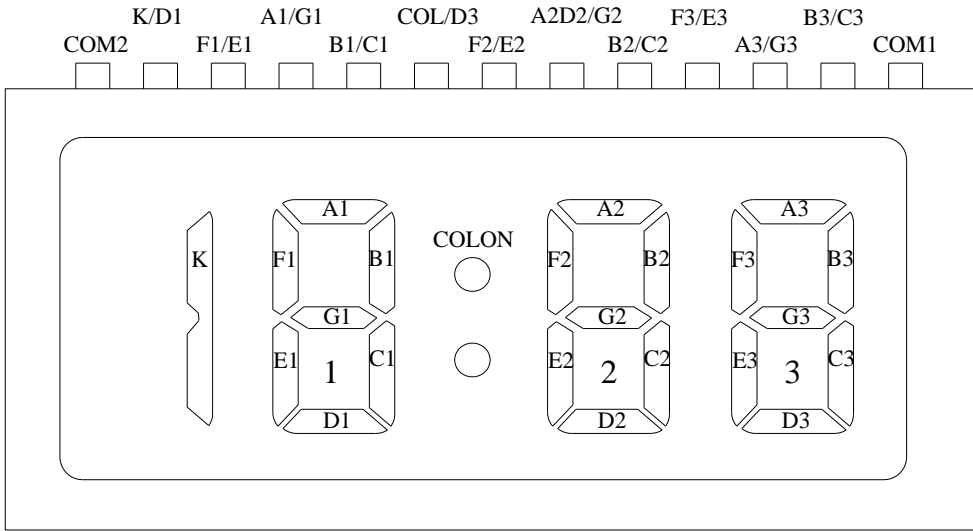 K/D1 A1/G1 COL/D3 A2D2/G2 F3/E3 B3/C3
COM2 F1/E1 B1/C1 F2/E2 B2/C2 A3/G3 COM1
A1 A2 A3
COLON
K F1 B1 F2 B2 F3 B3
G1 G2 G3
E1 1 C1 E2 2 C2 E3 3 C3
D1 D2 D3